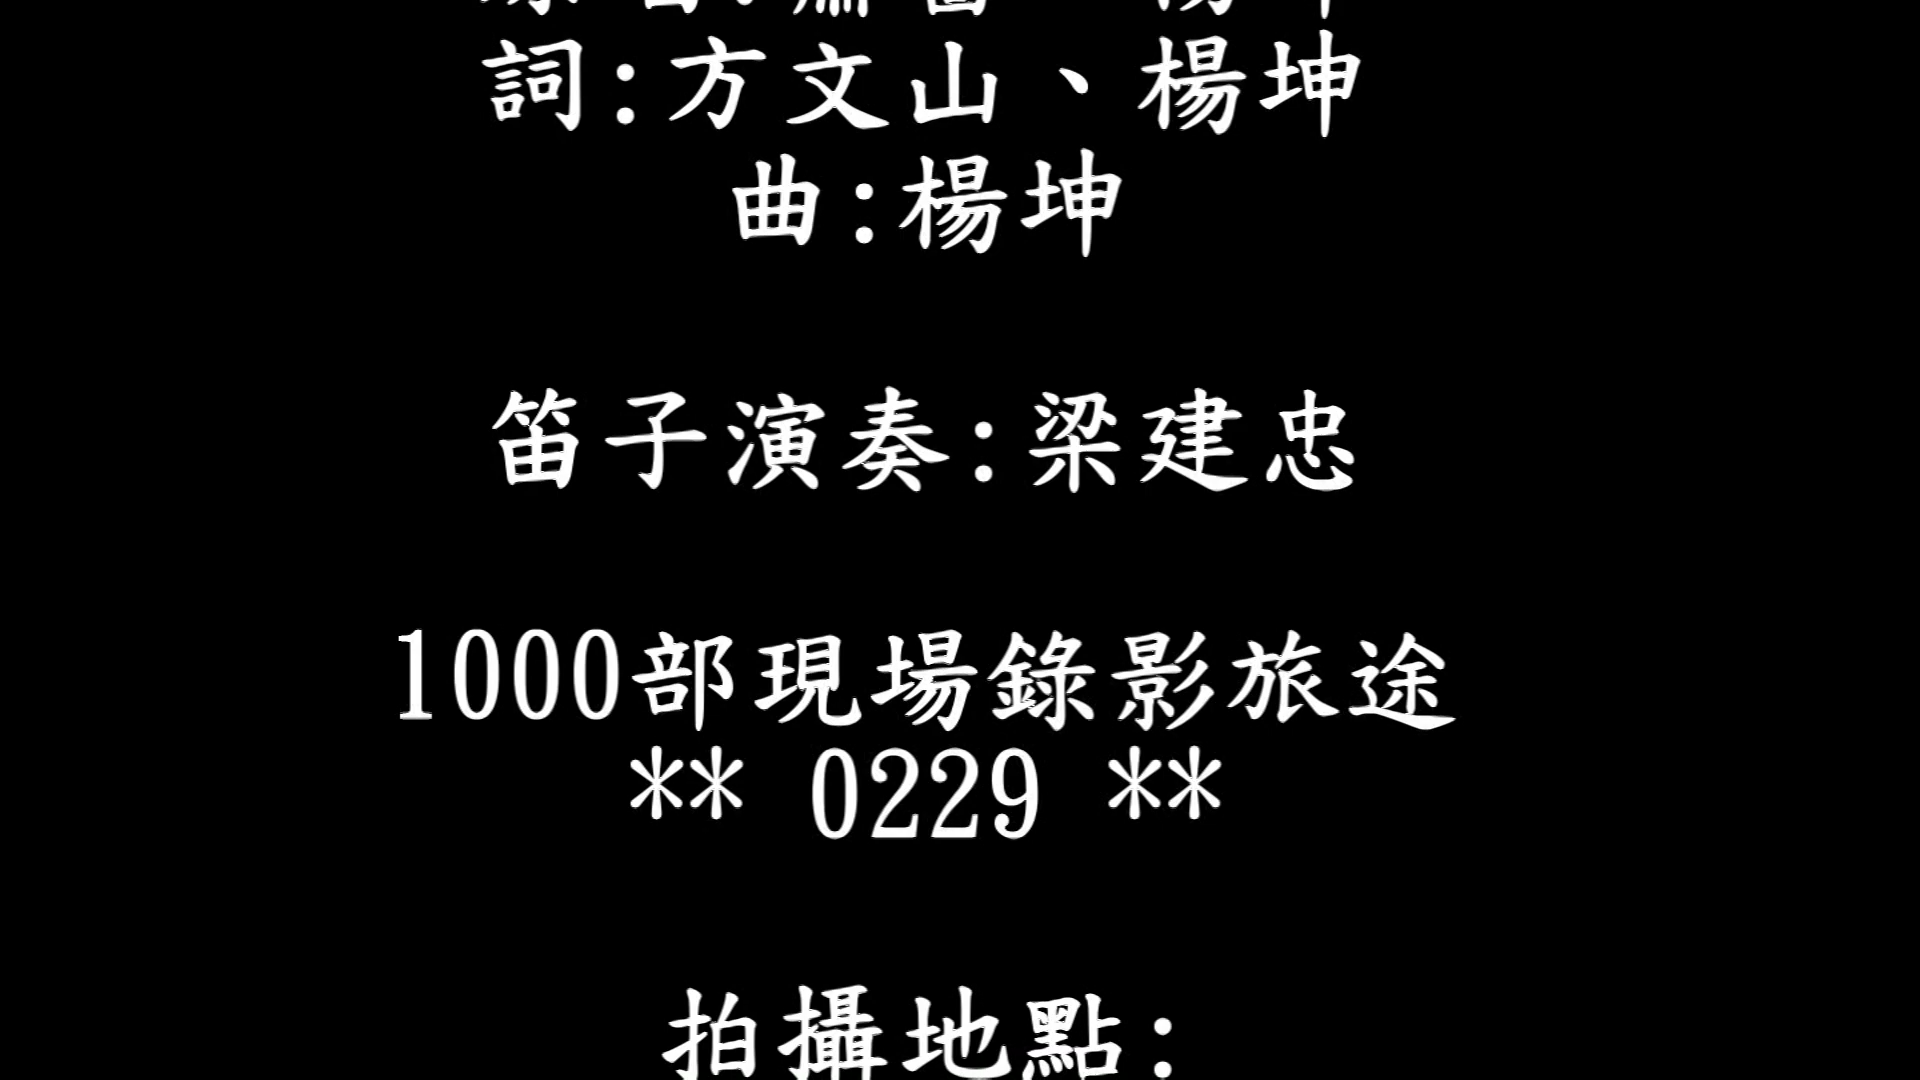 詞:方文山、楊坤
曲:楊坤
笛子演奏:梁建忠
1000部現場錄影旅途
** 0229 **
拍攝地點: